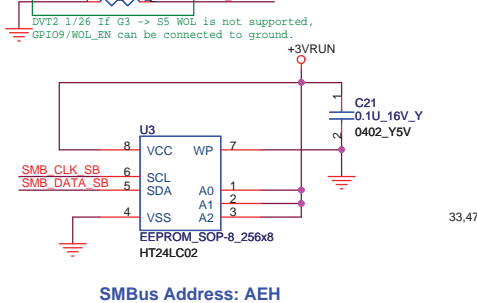 DVT2 1/26 If G3 -> S5 WOL is not supported,
GPIO9/WOL_EN can be connected to ground.
+3VRUN
1
C21
0.1U_16V_Y
2
0402_Y5V
U3
8 VCC WP 7
SMB_CLK_SB 6 SCL
SMB_DATA_SB 5 SDA A0 1
A1 2
4 VSS A2 3
33,47
EEPROM_SOP-8_256x8
HT24LC02
SMBus Address: AEH